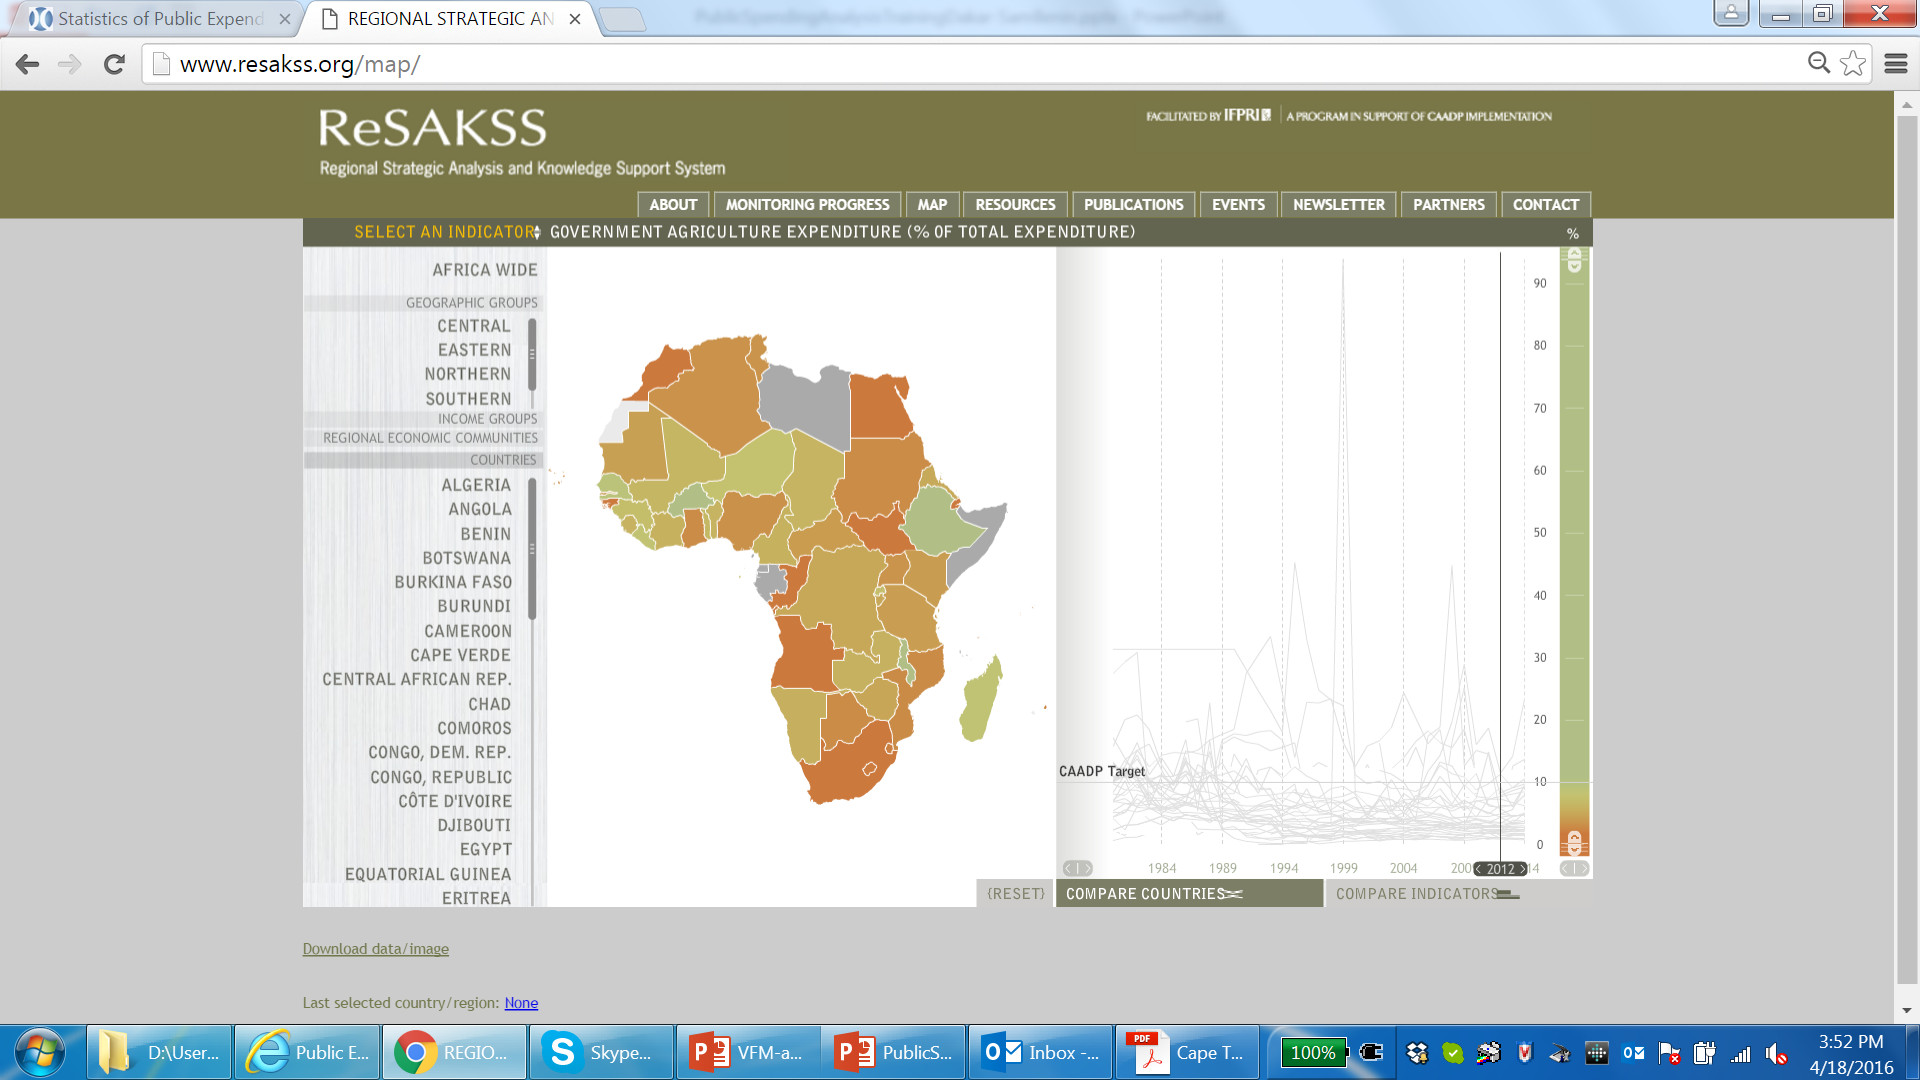 Statistics of Public Expend
REGIONAL STRATEGIC AN
www.resakss.org/map/
ReSAKSS
Regional Strategic Analysis and Knowledge Support System
FACILITATED BY IFPRI
A PROGRAM IN SUPPORT OF CAADP IMPLEMENTATION
ABOUT MONITORING PROGRESS MAP RESOURCES PUBLICATIONS EVENTS NEWSLETTER PARTNERS CONTACT
SELECT AN INDICATOR GOVERNMENT AGRICULTURE EXPENDITURE (% OF TOTAL EXPENDITURE) %
AFRICA WIDE
GEOGRAPHIC GROUPS
CENTRAL
EASTERN
NORTHERN
SOUTHERN
INCOME GROUPS
REGIONAL ECONOMIC COMMUNITIES
COUNTRIES
ALGERIA
ANGOLA
BENIN
BOTSWANA
BURKINA FASO
BURUNDI
CAMEROON
CAPE VERDE
CENTRAL AFRICAN REP.
CHAD
COMOROS
CONGO, DEM. REP.
CONGO, REPUBLIC
CÔTE D'IVOIRE
DJIBOUTI
EGYPT
EQUATORIAL GUINEA
ERITREA
90
80
70
60
50
40
30
20
CAADP Target
10
0
1984 1989 1994 1999 2004 200 2012 14
{RESET} COMPARE COUNTRIES COMPARE INDICATORS
Download data/image
Last selected country/region: None
D:\User...
Public E...
REGIO...
Skype...
VFM-a...
PublicS...
Inbox -...
Cape T...
100%
3:52 PM
4/18/2016